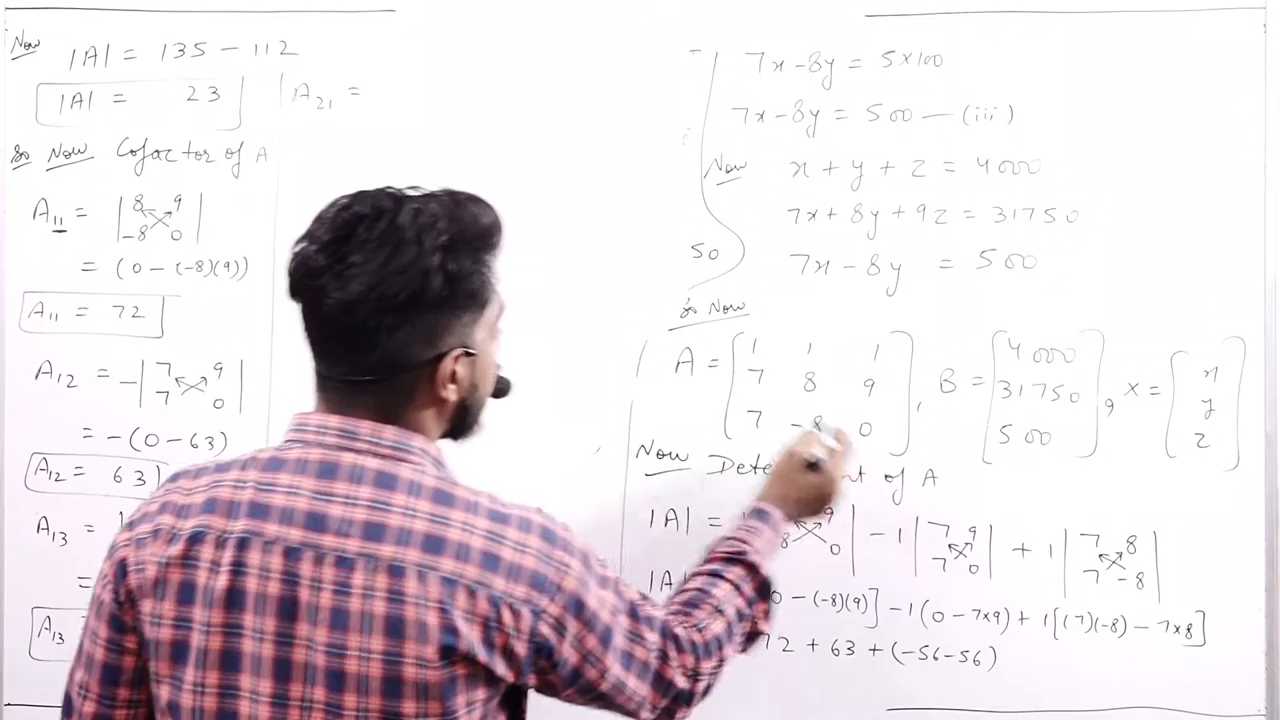 Now |A| = 135 - 112
|A| = 23
|A₂₁ =
So Now Cofactor of A
A₁₁ = |8 9|
|-8 0|
= (0 - (-8)(9))
A₁₁ = 72
A₁₂ = -|7 9|
|7 0|
= -(0 - 63)
A₁₂ = 63
A₁₃ =
=
A₁₃
7x - 8y = 5×100
7x - 8y = 500 — (iii)
Now x + y + z = 4000
7x + 8y + 9z = 31750
So 7x - 8y = 500
So Now
A = [1 1 1
7 8 9
7 -8 0], B = [4000
31750
500], X = [x
y
z]
Now of A
|A| = 9| - 1 |7 9| + 1 |7 8|
8 0| |7 0| |7 -8|
|A
0 - (-8)(9)] - 1(0 - 7×9) + 1[(7)(-8) - 7×8]
72 + 63 + (-56-56)